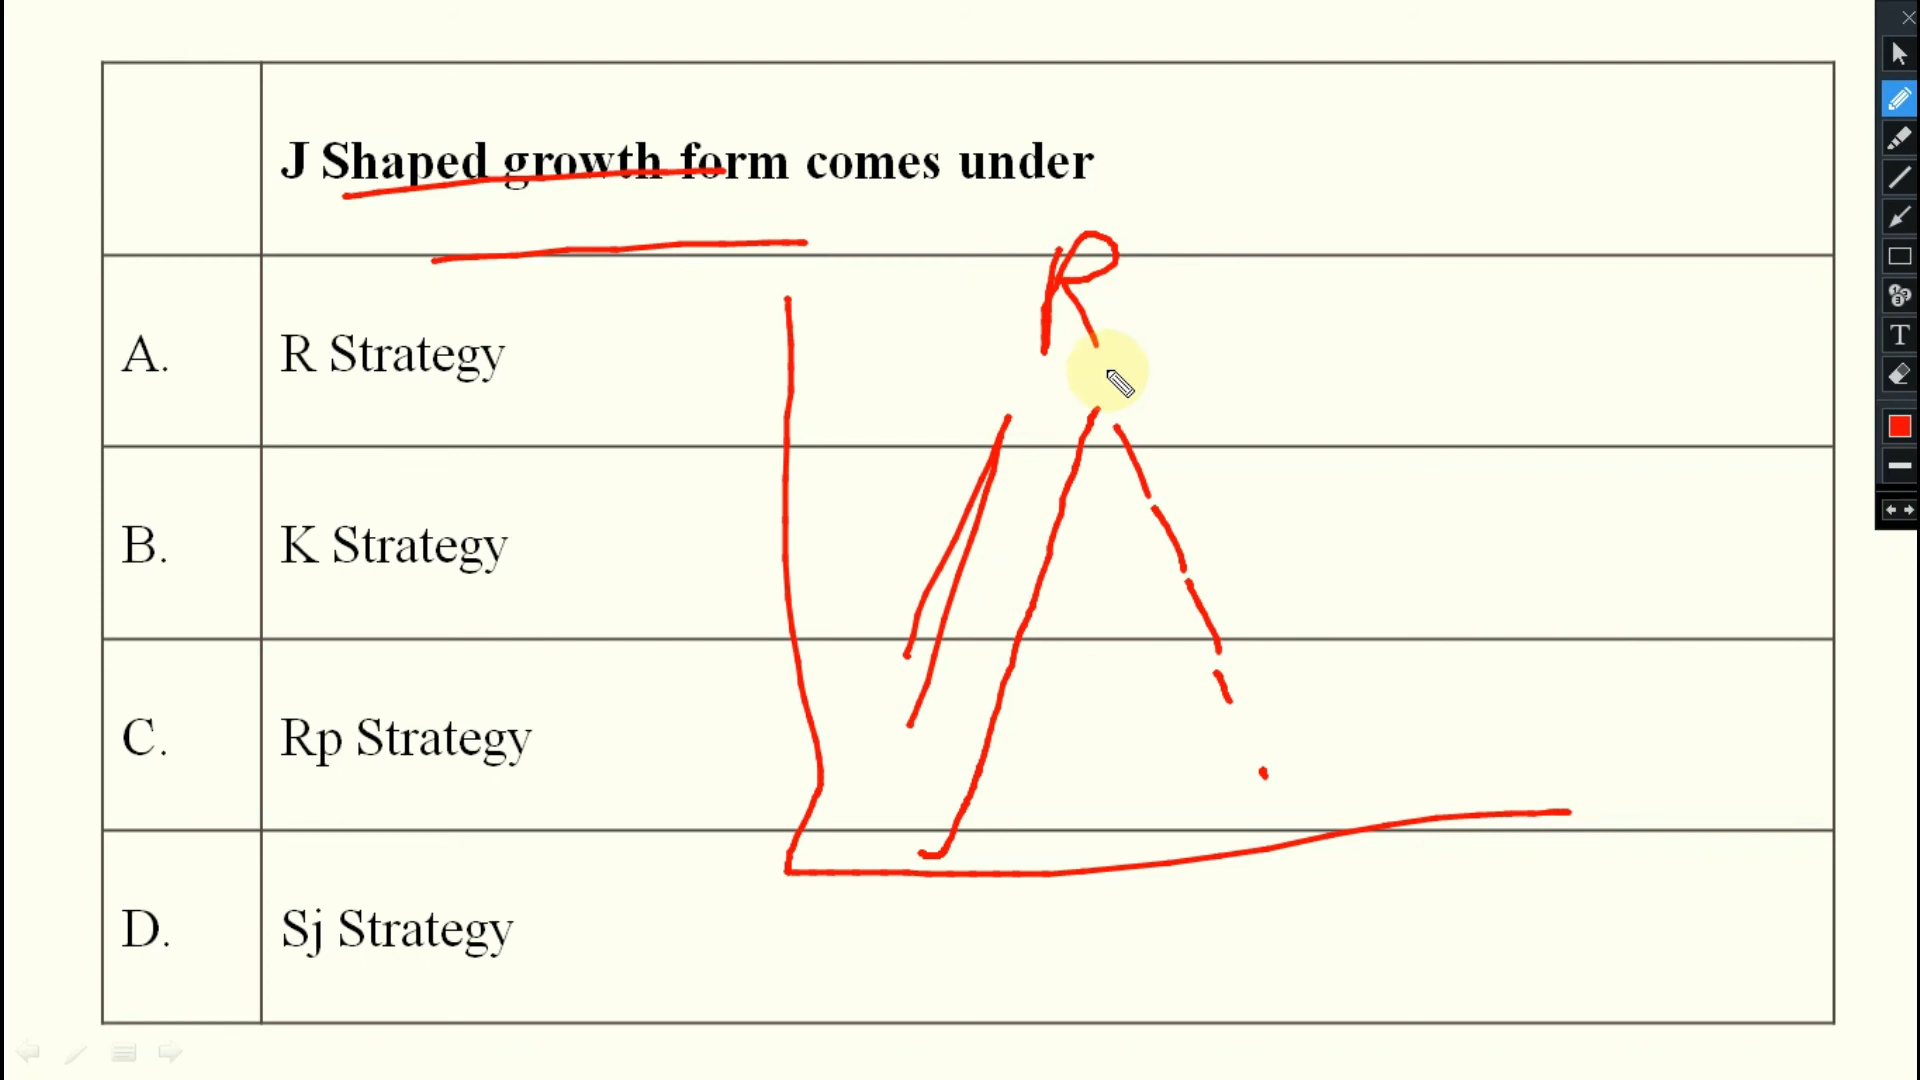 J Shaped growth form comes under
R
A. R Strategy
B. K Strategy
C. Rp Strategy
D. Sj Strategy